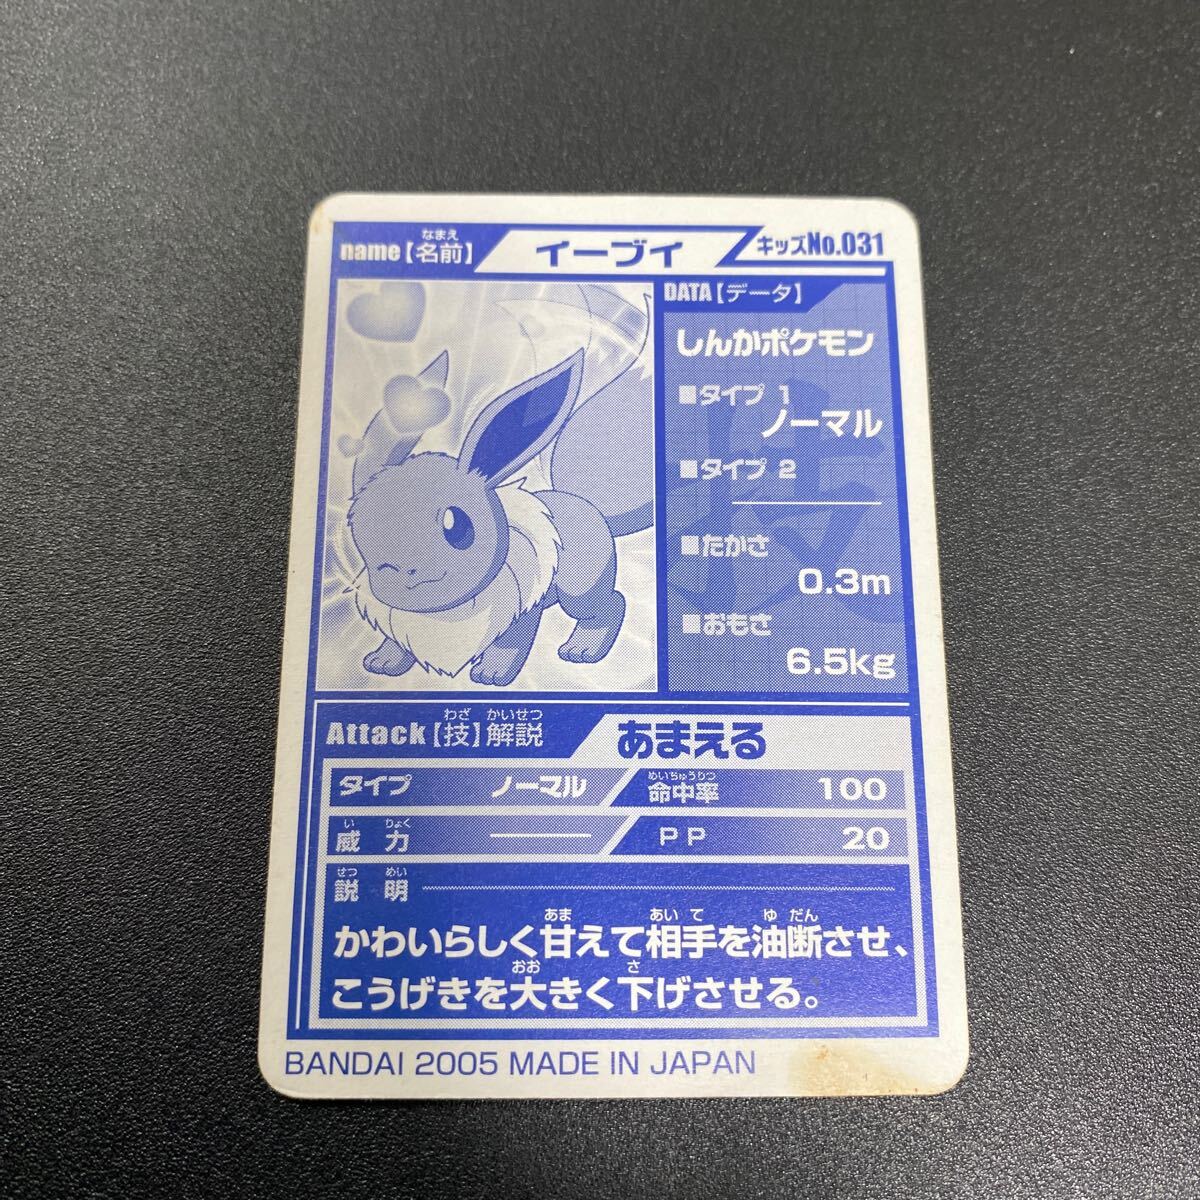 なまえ
name【名前】 イーブイ キッズNo.031
DATA【データ】
しんかポケモン
■タイプ 1
ノーマル
■タイプ 2
■たかさ
0.3m
■おもさ
6.5kg
わざ かいせつ
Attack【技】解説 あまえる
めいちゅうりつ
タイプ ノーマル 命中率 100
い りょく
威力 ─── PP 20
せつ めい
説明
あま あい て ゆ だん
かわいらしく甘えて相手を油断させ、
おお さ
こうげきを大きく下げさせる。
BANDAI 2005 MADE IN JAPAN